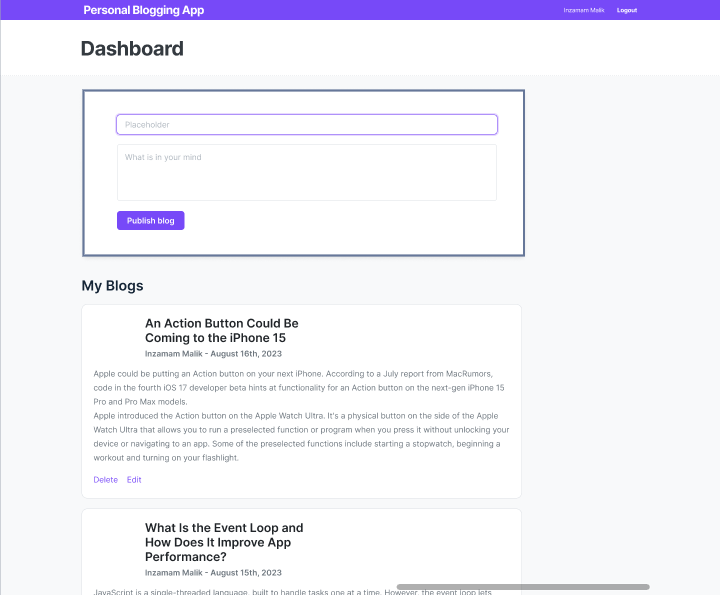 Personal Blogging App
Inzamam Malik
Logout
Dashboard
Placeholder
What is in your mind
Publish blog
My Blogs
An Action Button Could Be
Coming to the iPhone 15
Inzamam Malik - August 16th, 2023
Apple could be putting an Action button on your next iPhone. According to a July report from MacRumors,
code in the fourth iOS 17 developer beta hints at functionality for an Action button on the next-gen iPhone 15
Pro and Pro Max models.
Apple introduced the Action button on the Apple Watch Ultra. It's a physical button on the side of the Apple
Watch Ultra that allows you to run a preselected function or program when you press it without unlocking your
device or navigating to an app. Some of the preselected functions include starting a stopwatch, beginning a
workout and turning on your flashlight.
Delete Edit
What Is the Event Loop and
How Does It Improve App
Performance?
Inzamam Malik - August 15th, 2023
JavaScript is a single-threaded language, built to handle tasks one at a time. However, the event loop lets